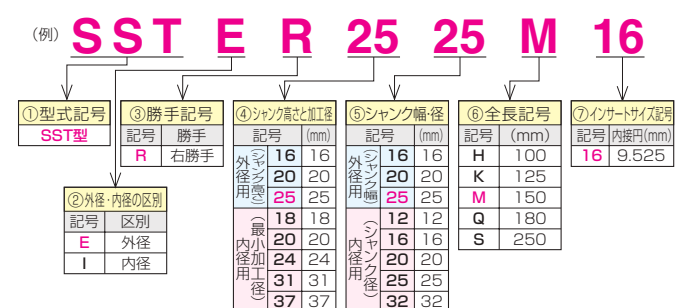 (例) SST E R 25 25 M 16
①型式記号
SST型
②外径・内径の区別
記号 区別
E 外径
I 内径
③勝手記号
記号 勝手
R 右勝手
④シャンク高さと加工径
記号 (mm)
外径用(シャンク高さ)
16 16
20 20
25 25
内径用(最小加工径)
18 18
20 20
24 24
31 31
37 37
⑤シャンク幅・径
記号 (mm)
外径用(シャンク幅)
16 16
20 20
25 25
内径用(シャンク径)
12 12
16 16
20 20
25 25
32 32
⑥全長記号
記号 (mm)
H 100
K 125
M 150
Q 180
S 250
⑦インサートサイズ記号
記号 内接円(mm)
16 9.525